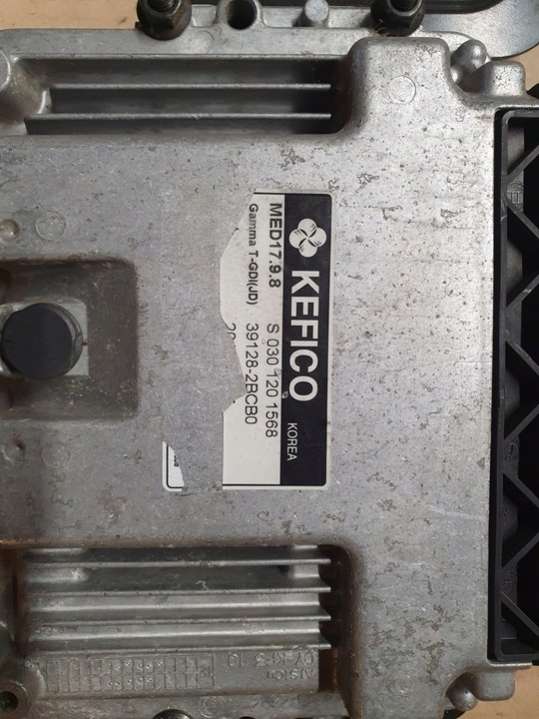 KEFICO KOREA
MED17.9.8 S 030 120 1568
Gamma T-GDI(JD) 39128-2BCB0